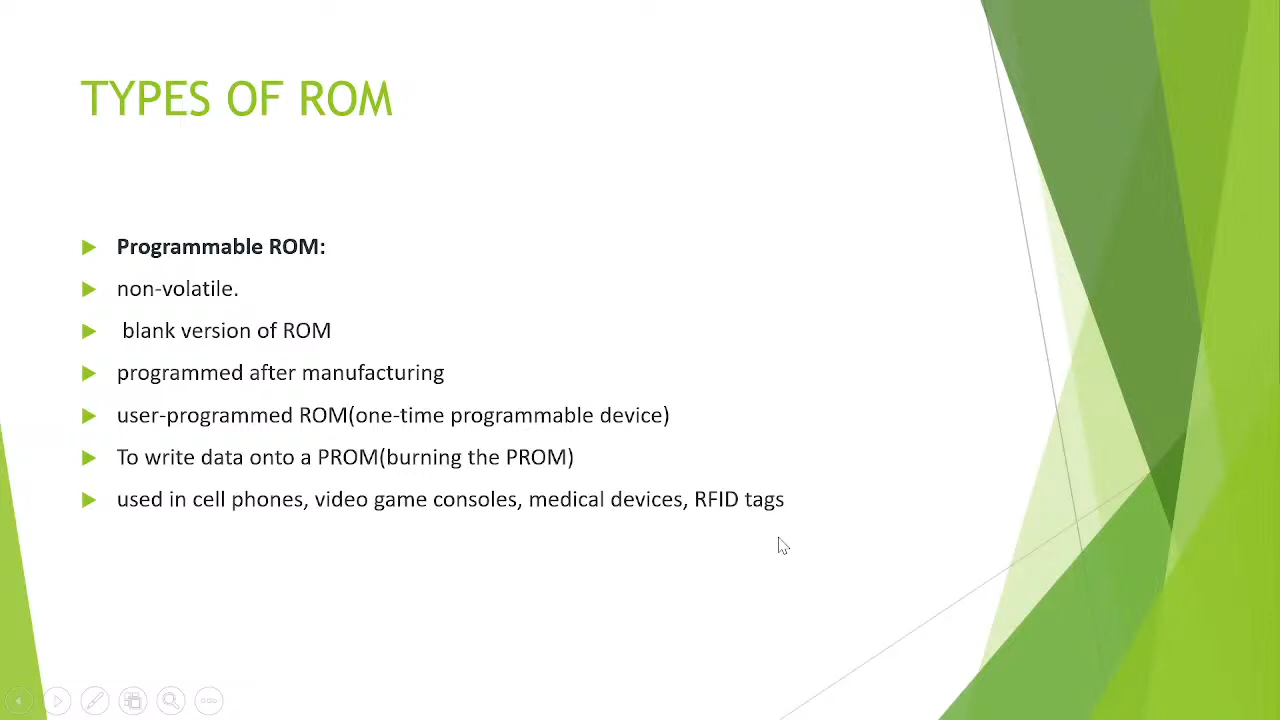 TYPES OF ROM
Programmable ROM:
non-volatile.
blank version of ROM
programmed after manufacturing
user-programmed ROM(one-time programmable device)
To write data onto a PROM(burning the PROM)
used in cell phones, video game consoles, medical devices, RFID tags